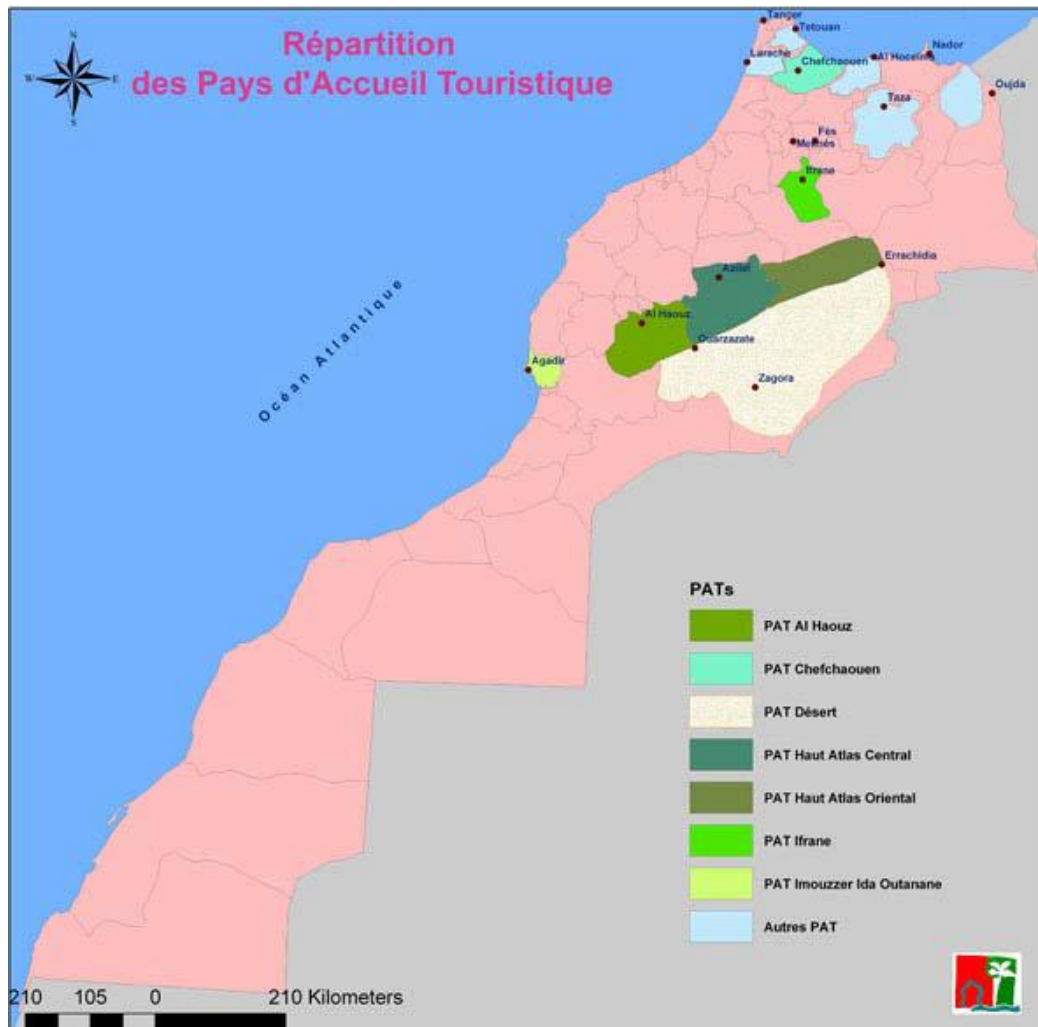 Répartition
des Pays d'Accueil Touristique
N
W
E
S
Tanger
Tetouan
Larache
Chefchaouen
Al Hoceima
Nador
Oujda
Taza
Fès
Meknès
Ifrane
Errachidia
Azilal
Al Haouz
Ouarzazate
Agadir
Zagora
Océan Atlantique
PATs
PAT Al Haouz
PAT Chefchaouen
PAT Désert
PAT Haut Atlas Central
PAT Haut Atlas Oriental
PAT Ifrane
PAT Imouzzer Ida Outanane
Autres PAT
210 105 0 210 Kilometers